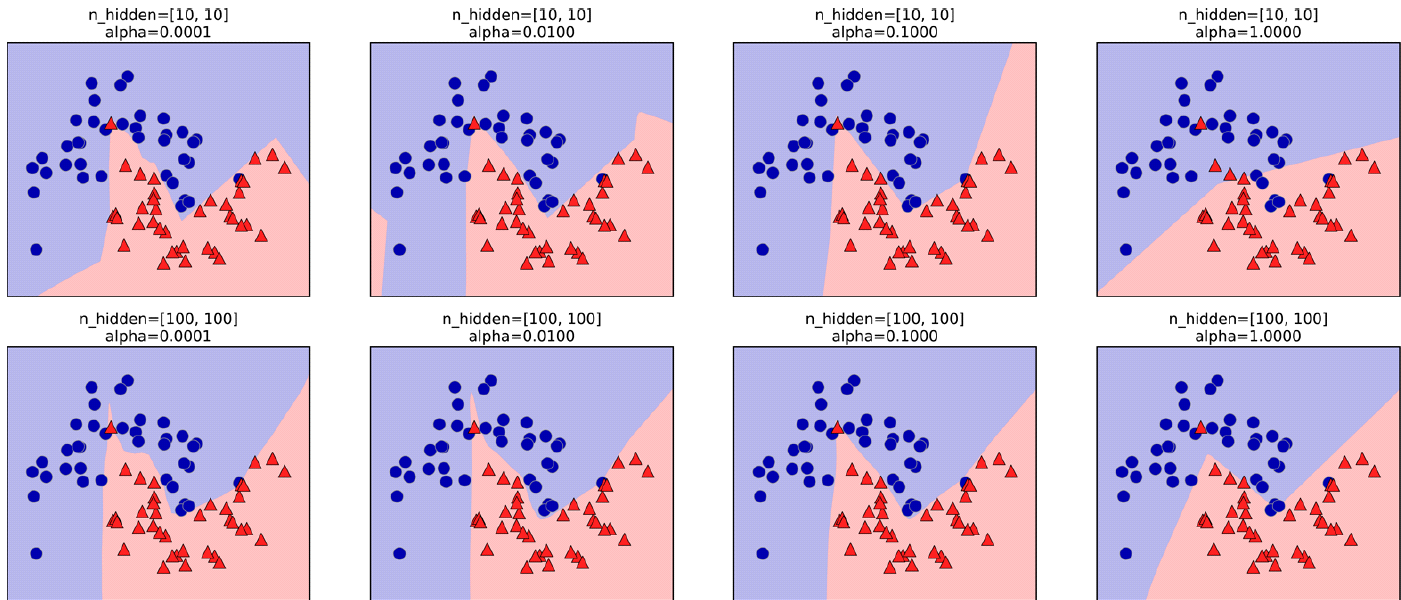 n_hidden=[10, 10]
alpha=0.0001
n_hidden=[10, 10]
alpha=0.0100
n_hidden=[10, 10]
alpha=0.1000
n_hidden=[10, 10]
alpha=1.0000
n_hidden=[100, 100]
alpha=0.0001
n_hidden=[100, 100]
alpha=0.0100
n_hidden=[100, 100]
alpha=0.1000
n_hidden=[100, 100]
alpha=1.0000